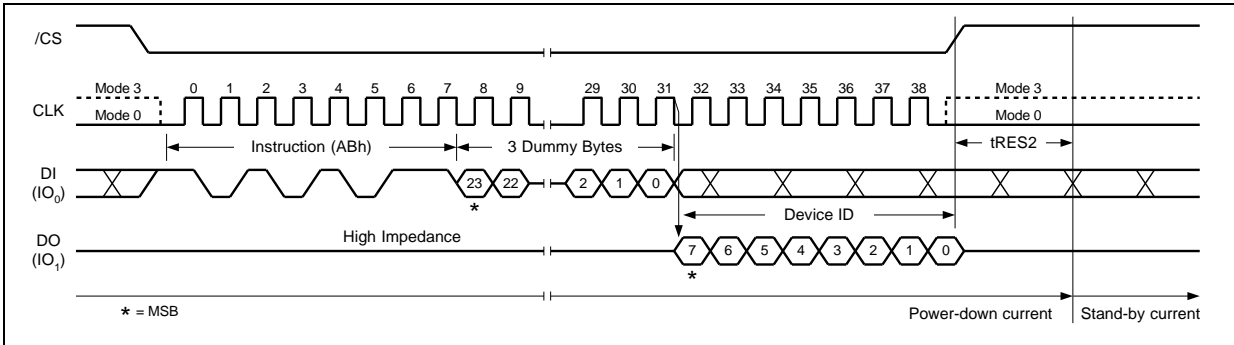 /CS
Mode 3 0 1 2 3 4 5 6 7 8 9 29 30 31 32 33 34 35 36 37 38 Mode 3
CLK
Mode 0 Mode 0
Instruction (ABh) 3 Dummy Bytes tRES2
DI
(IO0)
23 22 2 1 0
*
Device ID
High Impedance
DO
(IO1)
7 6 5 4 3 2 1 0
*
* = MSB
Power-down current Stand-by current